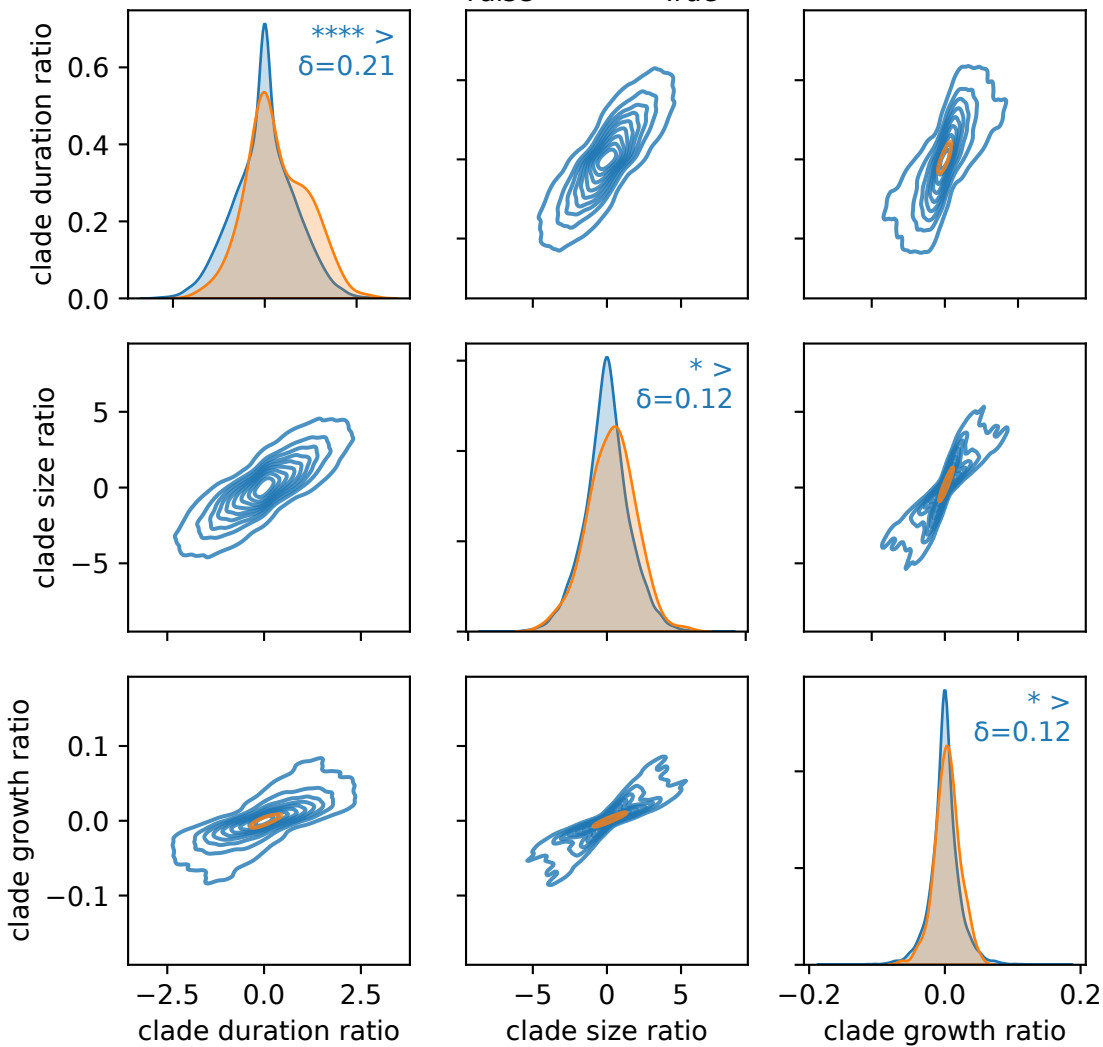 False True
clade duration ratio
0.6
0.4
0.2
0.0
**** >
δ=0.21
clade size ratio
5
0
−5
* >
δ=0.12
clade growth ratio
0.1
0.0
−0.1
* >
δ=0.12
−2.5 0.0 2.5
−5 0 5
−0.2 0.0 0.2
clade duration ratio
clade size ratio
clade growth ratio